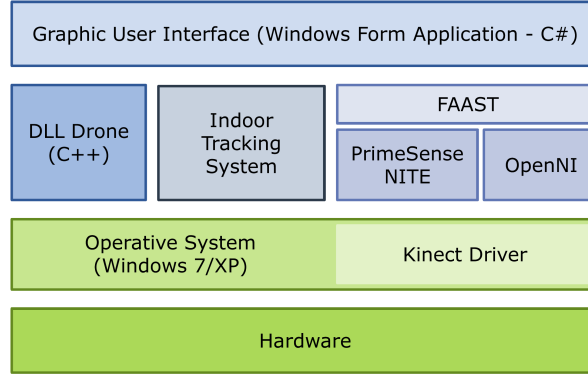 Graphic User Interface (Windows Form Application - C#)
DLL Drone
(C++)
Indoor
Tracking
System
FAAST
PrimeSense
NITE
OpenNI
Operative System
(Windows 7/XP)
Kinect Driver
Hardware